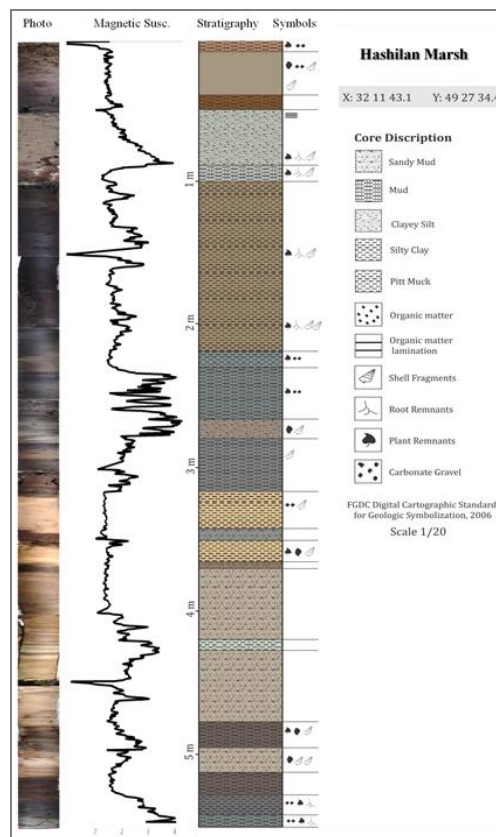 Photo Magnetic Susc. Stratigraphy Symbols
Hashilan Marsh
X: 32 11 43.1 Y: 49 27 34.4
Core Discription
Sandy Mud
Mud
Clayey Silt
Silty Clay
Pitt Muck
Organic matter
Organic matter
lamination
Shell Fragments
Root Remnants
Plant Remnants
Carbonate Gravel
FGDC Digital Cartographic Standard
for Geologic Symbolization, 2006
Scale 1/20
1 m
2 m
3 m
4 m
5 m